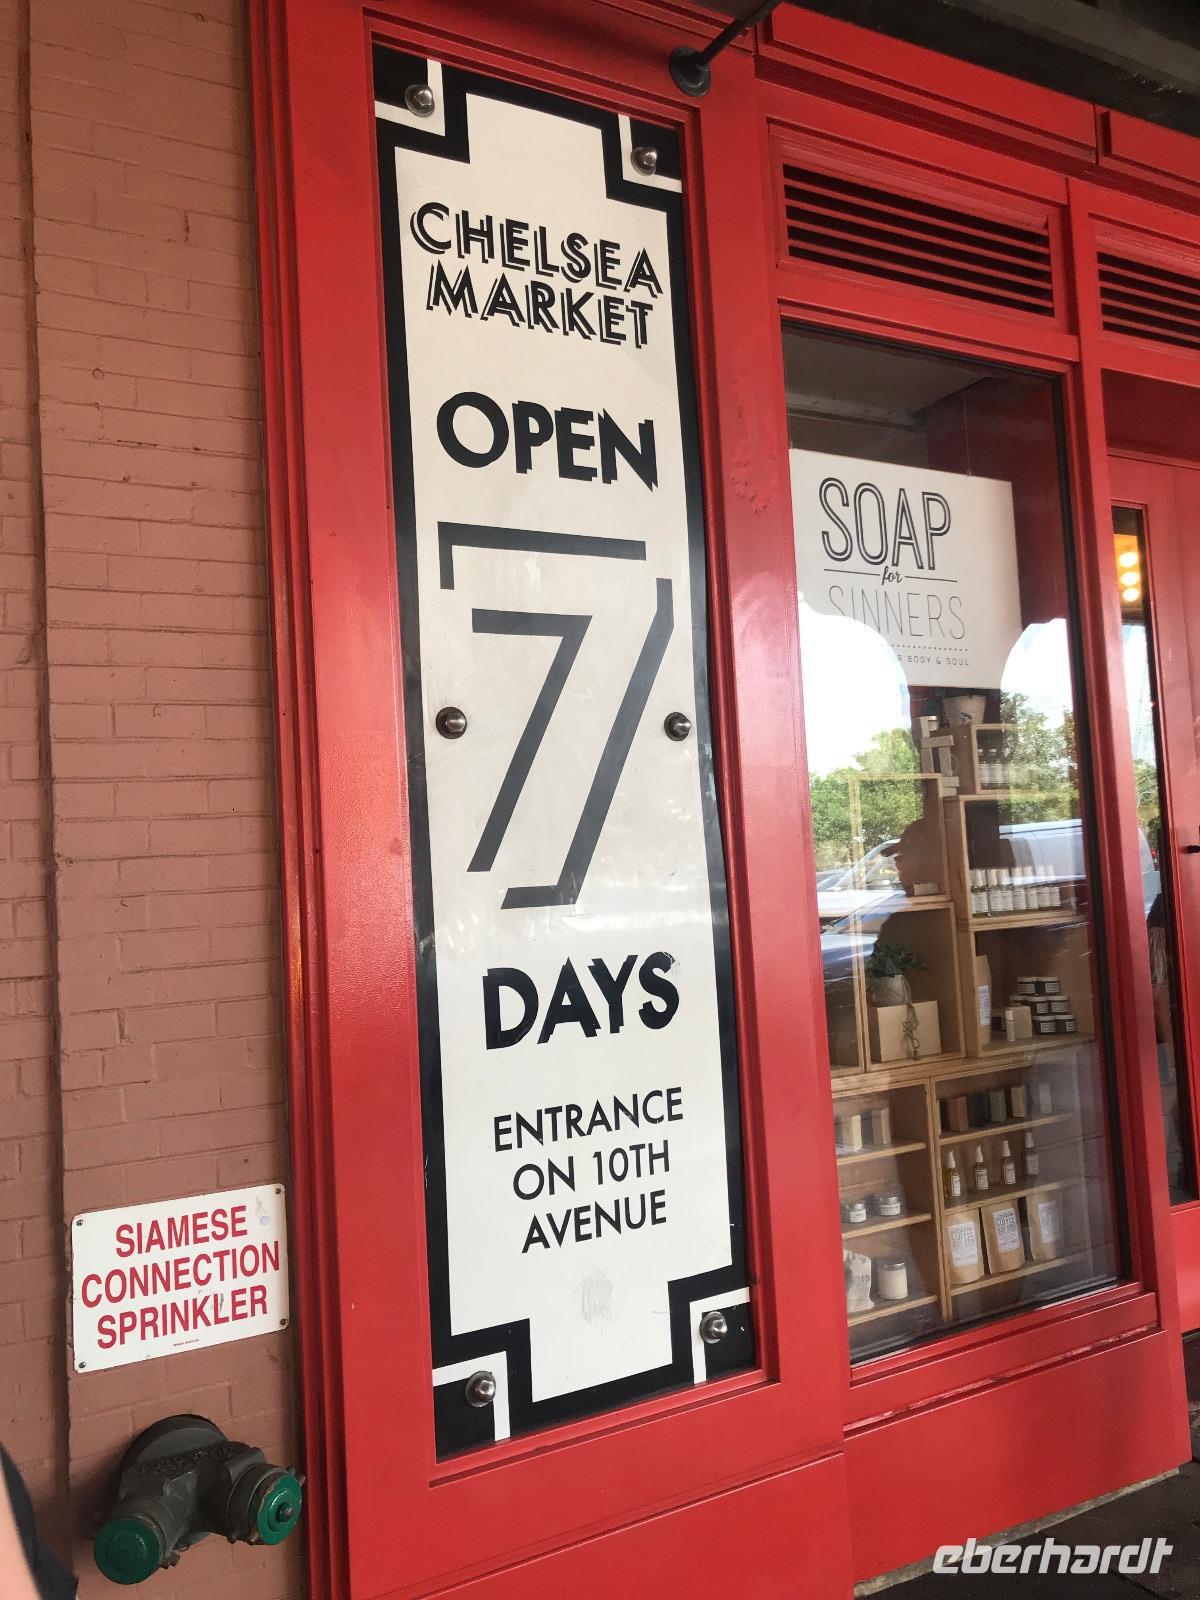 CHELSEA
MARKET
OPEN
7
DAYS
ENTRANCE
ON 10TH
AVENUE
SOAP
for
SINNERS
BODY & SOUL
SIAMESE
CONNECTION
SPRINKLER
eberhardt